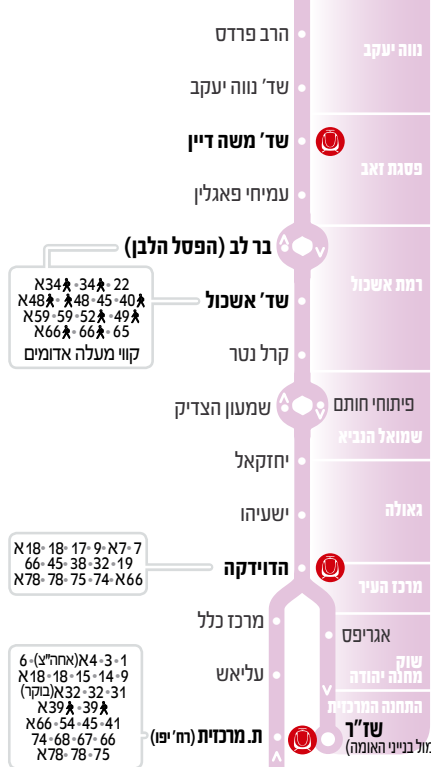 נווה יעקב
הרב פרדס
שד' נווה יעקב
שד' משה דיין
פסגת זאב
עמיחי פאגלין
בר לב (הפסל הלבן)
רמת אשכול
22 • 34 • 34א
40 • 45 • 48 • 48א
49 • 52 • 59 • 59א
65 • 66 • 66א
קווי מעלה אדומים
שד' אשכול
קרל נטר
פיתוחי חותם
שמעון הצדיק
שמואל הנביא
יחזקאל
גאולה
ישעיהו
7 • 7א • 9 • 17 • 18 • 18א
19 • 32 • 38 • 45 • 66
66א • 74 • 75 • 78 • 78א
הדוידקה
מרכז העיר
מרכז כלל
אגריפס
שוק
מחנה יהודה
עליאש
1 • 3 • 4א(אחה"צ) • 6
9 • 14 • 15 • 18 • 18א
31 • 32 • 32א(בוקר)
39 • 39א
41 • 45 • 54 • 66א
66 • 67 • 68 • 74
75 • 78 • 78א
התחנה המרכזית
ת. מרכזית (רח' יפו)
שז"ר
מול בנייני האומה)